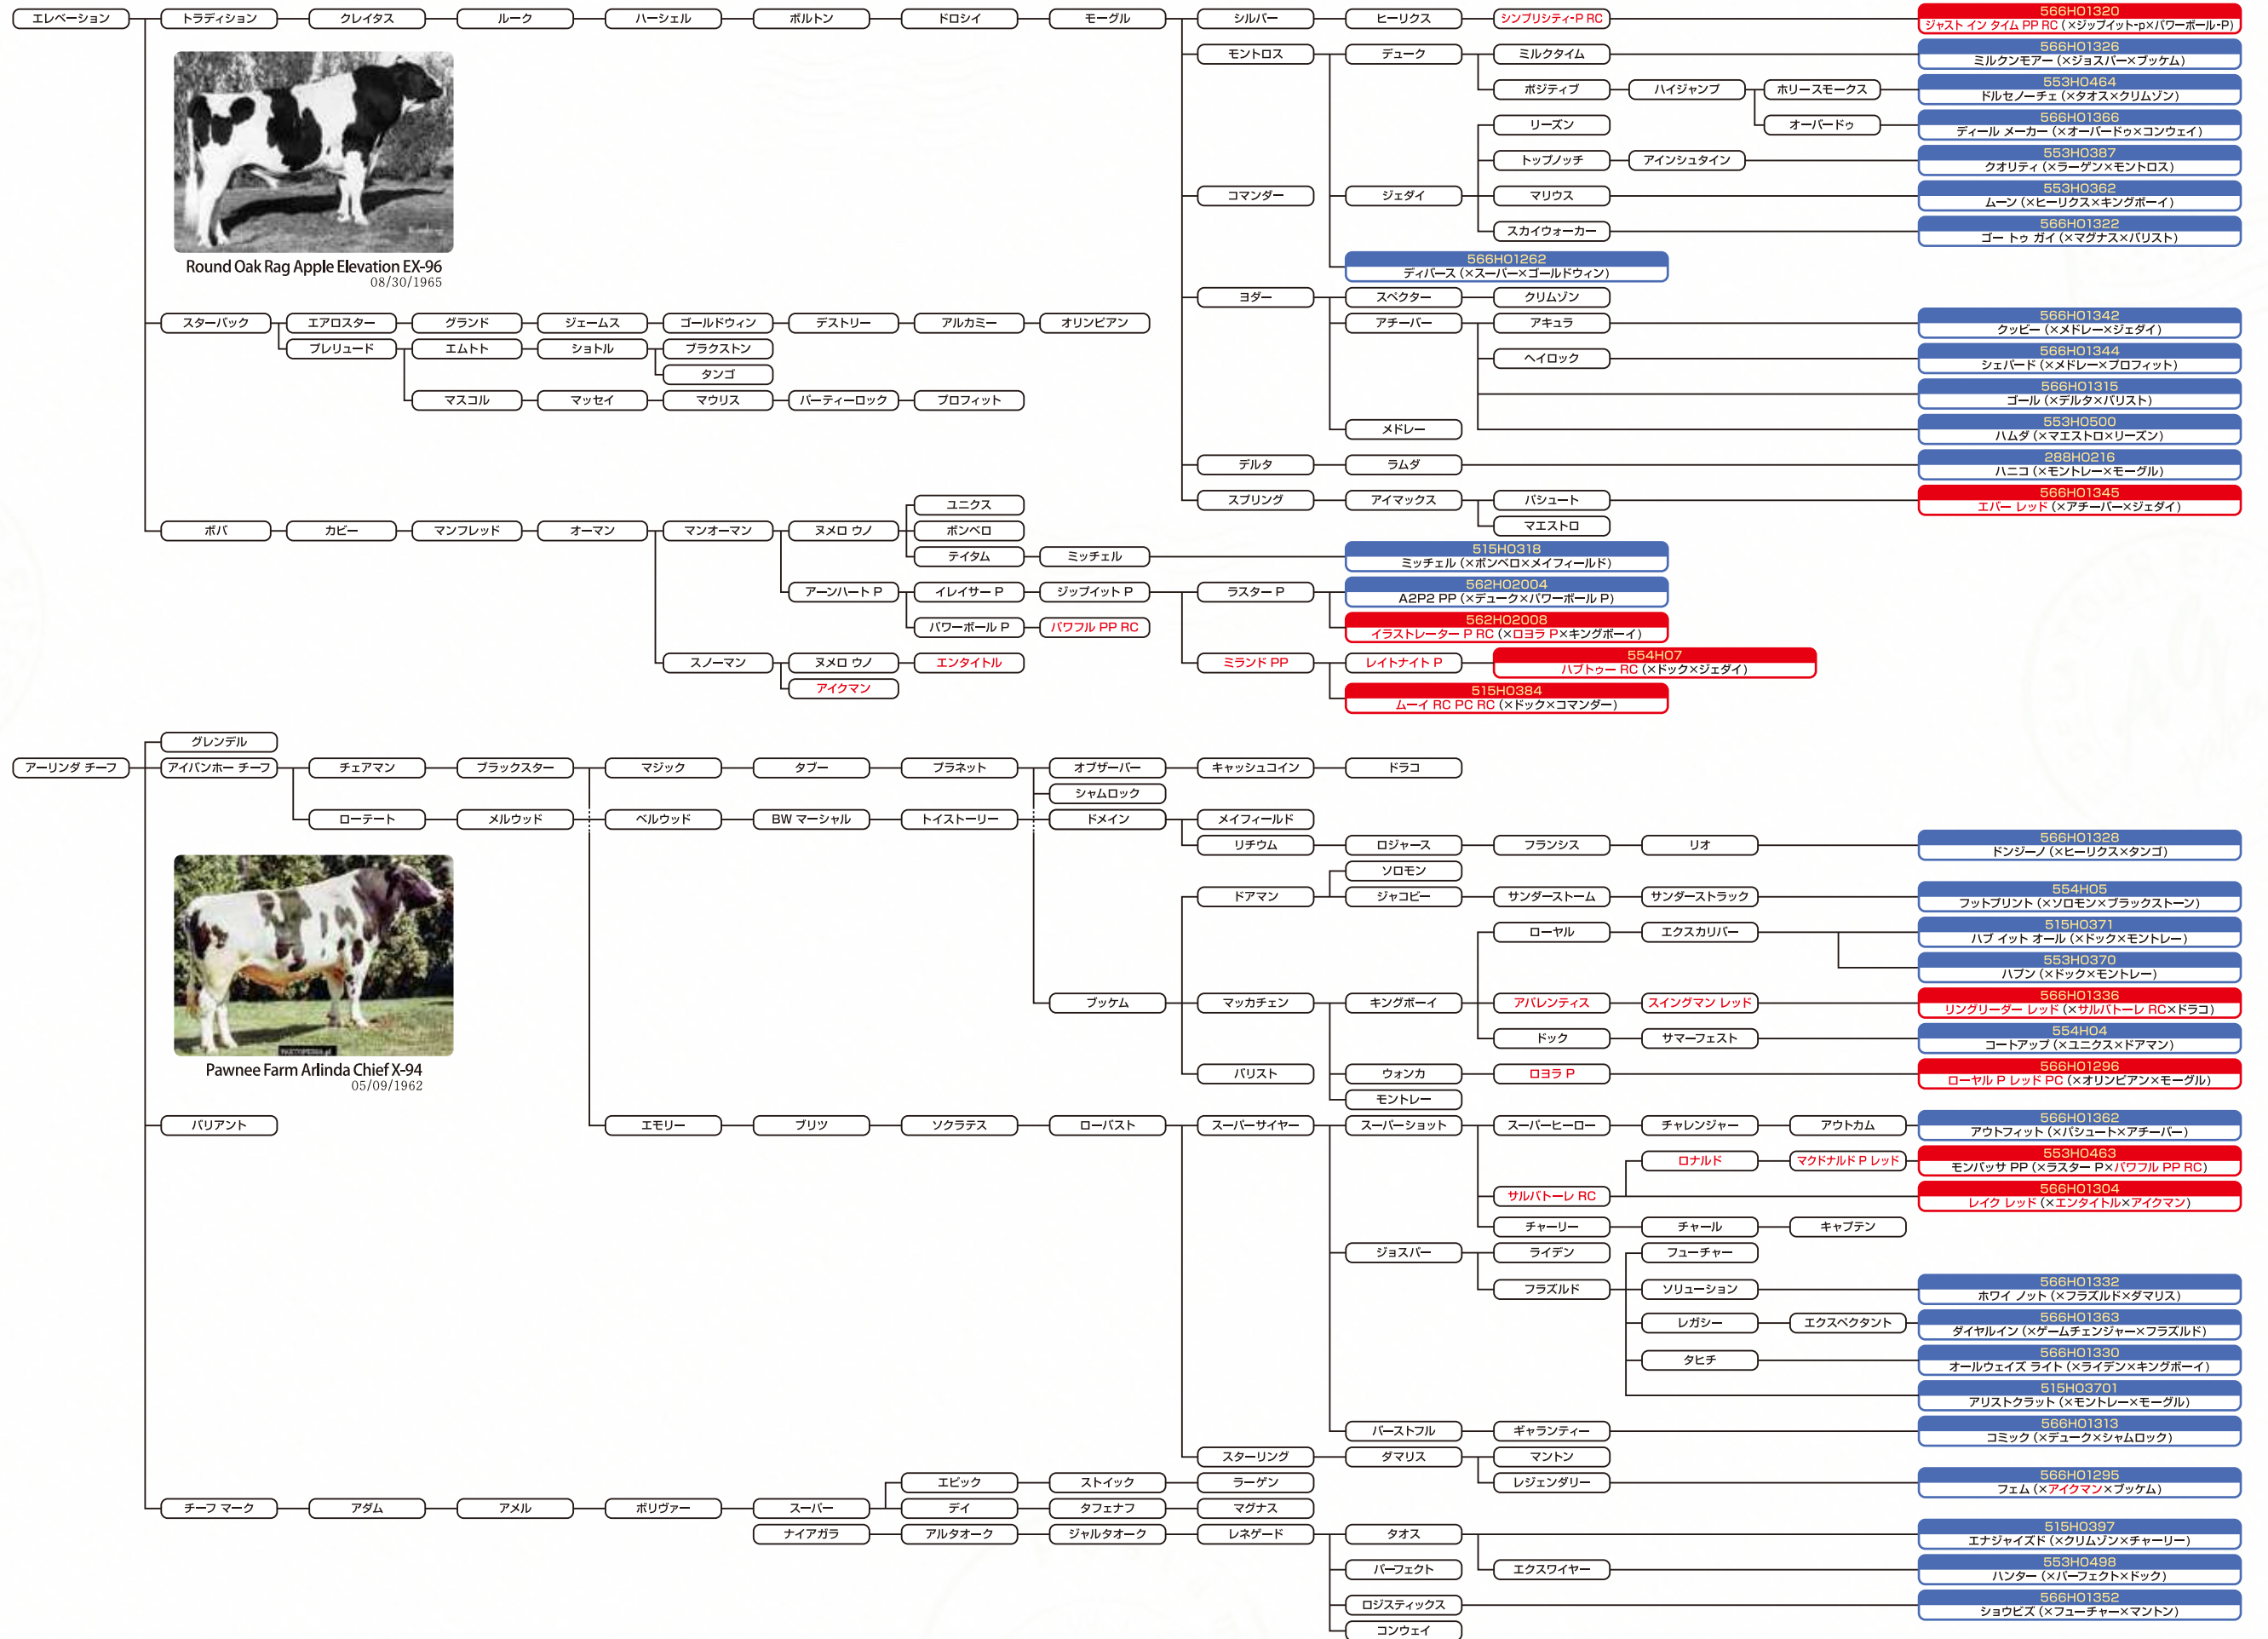 エレベーション
トラディション
クレイタス
ルーク
ハーシェル
ボルトン
ドロシイ
モーグル
シルバー
ヒーリクス
シンプリシティ-P RC
566HO1320
ジャスト イン タイム PP RC (×ジップイット-p×パワーボール-P)
モントロス
デューク
ミルクタイム
566HO1326
ミルクンモアー (×ジョスパー×ブッケム)
ポジティブ
ハイジャンプ
ホリースモークス
553HO464
ドルセノーチェ (×タオス×クリムゾン)
リーズン
オーバードゥ
566HO1366
ディール メーカー (×オーバードゥ×コンウェイ)
トップノッチ
アインシュタイン
553HO387
クオリティ (×ラーゲン×モントロス)
コマンダー
ジェダイ
マリウス
553HO362
ムーン (×ヒーリクス×キングボーイ)
スカイウォーカー
566HO1322
ゴー トゥ ガイ (×マグナス×バリスト)
Round Oak Rag Apple Elevation EX-96
08/30/1965
566HO1262
ディバース (×スーパー×ゴールドウィン)
ヨダー
スペクター
クリムゾン
スターバック
エアロスター
グランド
ジェームス
ゴールドウィン
デストリー
アルカミー
オリンピアン
アチーバー
アキュラ
566HO1342
クッピー (×メドレー×ジェダイ)
プレリュード
エムトト
ショトル
ブラクストン
ヘイロック
566HO1344
シェパード (×メドレー×プロフィット)
タンゴ
566HO1315
ゴール (×デルタ×バリスト)
マスコル
マッセイ
マウリス
パーティーロック
プロフィット
メドレー
553HO500
ハムダ (×マエストロ×リーズン)
デルタ
ラムダ
288HO216
ハニコ (×モントレー×モーグル)
スプリング
アイマックス
パシュート
566HO1345
エバー レッド (×アチーバー×ジェダイ)
マエストロ
ユニクス
ボバ
カビー
マンフレッド
オーマン
マンオーマン
ヌメロ ウノ
ボンベロ
テイタム
ミッチェル
515HO318
ミッチェル (×ボンベロ×メイフィールド)
アーンハート P
イレイサー P
ジップイット P
ラスター P
562HO2004
A2P2 PP (×デューク×パワーボール P)
パワーボール P
パワフル PP RC
562HO2008
イラストレーター P RC (×ロヨラ P×キングボーイ)
スノーマン
ヌメロ ウノ
エンタイトル
ミランド PP
レイトナイト P
554HO7
ハブトゥー RC (×ドック×ジェダイ)
アイクマン
515HO384
ムーイ RC PC RC (×ドック×コマンダー)
グレンデル
アーリンダ チーフ
アイバンホー チーフ
チェアマン
ブラックスター
マジック
タブー
プラネット
オブザーバー
キャッシュコイン
ドラコ
シャムロック
ローテート
メルウッド
ベルウッド
BW マーシャル
トイストーリー
ドメイン
メイフィールド
リチウム
ロジャース
フランシス
リオ
566HO1328
ドンジーノ (×ヒーリクス×タンゴ)
ソロモン
ドアマン
ジャコビー
サンダーストーム
サンダーストラック
554HO5
フットプリント (×ソロモン×ブラックストーン)
ローヤル
エクスカリバー
515HO371
ハブ イット オール (×ドック×モントレー)
553HO370
ハブン (×ドック×モントレー)
ブッケム
マッカチェン
キングボーイ
アパレンティス
スイングマン レッド
566HO1336
リングリーダー レッド (×サルバトーレ RC×ドラコ)
ドック
サマーフェスト
554HO4
コートアップ (×ユニクス×ドアマン)
Pawnee Farm Arlinda Chief X-94
05/09/1962
バリスト
ウォンカ
ロヨラ P
566HO1296
ローヤル P レッド PC (×オリンピアン×モーグル)
モントレー
バリアント
エモリー
ブリツ
ソクラテス
ローバスト
スーパーサイヤー
スーパーショット
スーパーヒーロー
チャレンジャー
アウトカム
566HO1362
アウトフィット (×パシュート×アチーバー)
ロナルド
マクドナルド P レッド
553HO463
モンバッサ PP (×ラスター P×パワフル PP RC)
サルバトーレ RC
566HO1304
レイク レッド (×エンタイトル×アイクマン)
チャーリー
チャール
キャプテン
ジョスパー
ライデン
フューチャー
フラズルド
ソリューション
566HO1332
ホワイ ノット (×フラズルド×ダマリス)
レガシー
エクスペクタント
566HO1363
ダイヤルイン (×ゲームチェンジャー×フラズルド)
タヒチ
566HO1330
オールウェイズ ライト (×ライデン×キングボーイ)
515HO3701
アリストクラット (×モントレー×モーグル)
バーストフル
ギャランティー
566HO1313
コミック (×デューク×シャムロック)
スターリング
ダマリス
マントン
エピック
ストイック
ラーゲン
レジェンダリー
566HO1295
フェム (×アイクマン×ブッケム)
チーフ マーク
アダム
アメル
ボリヴァー
スーパー
デイ
タフェナフ
マグナス
ナイアガラ
アルタオーク
ジャルタオーク
レネゲード
タオス
515HO397
エナジャイズド (×クリムゾン×チャーリー)
パーフェクト
エクスワイヤー
553HO498
ハンター (×パーフェクト×ドック)
ロジスティックス
566HO1352
ショウビズ (×フューチャー×マントン)
コンウェイ